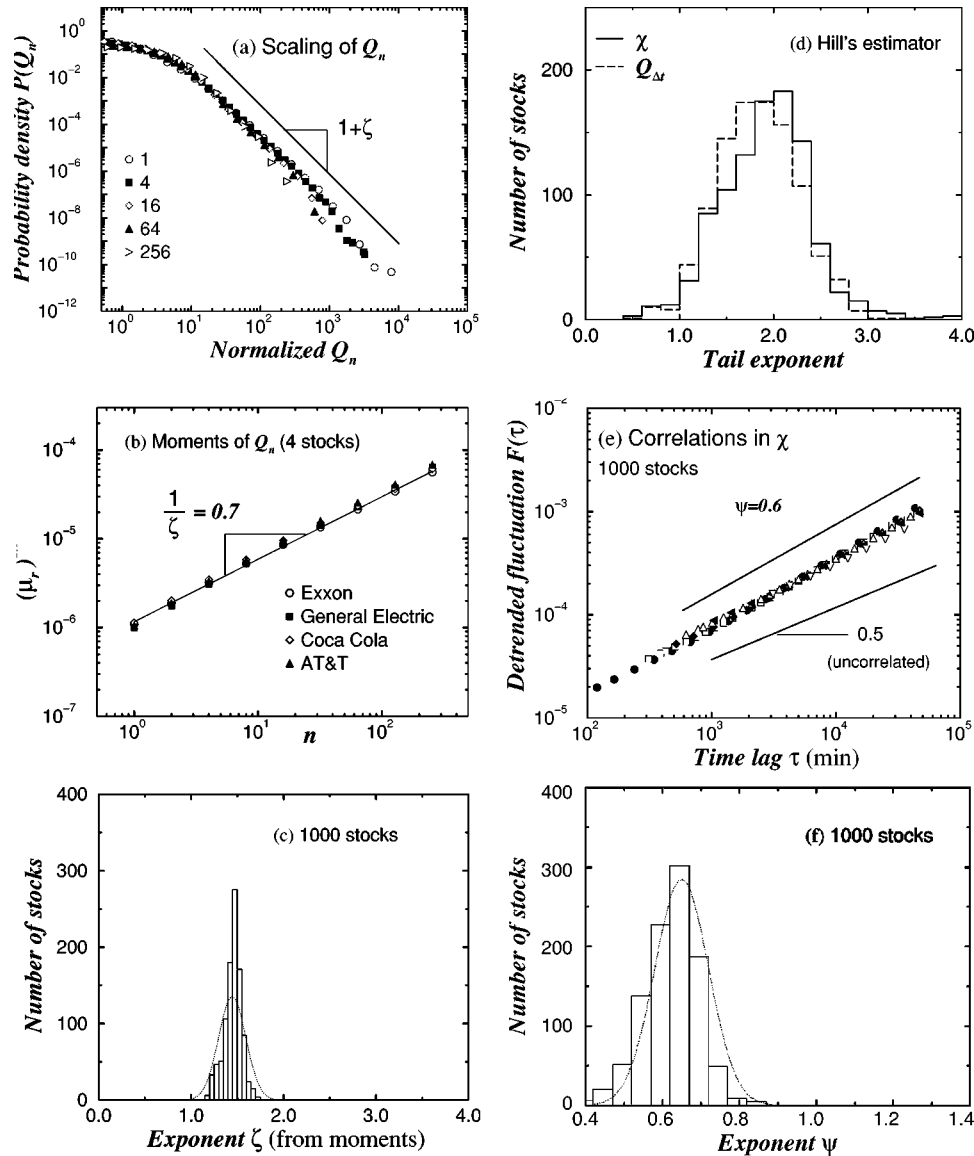 (a) Scaling of Qn
Probability density P(Qn)
10^0
10^-2
10^-4
10^-6
10^-8
10^-10
10^-12
1+ζ
1
4
16
64
256
10^0 10^1 10^2 10^3 10^4 10^5
Normalized Qn
(d) Hill's estimator
χ
QΔt
Number of stocks
200
100
0
0.0 1.0 2.0 3.0 4.0
Tail exponent
(b) Moments of Qn (4 stocks)
1/ζ = 0.7
(μr)
10^-4
10^-5
10^-6
10^-7
Exxon
General Electric
Coca Cola
AT&T
10^0 10^1 10^2
n
(e) Correlations in χ
1000 stocks
Detrended fluctuation F(τ)
10^-2
10^-3
10^-4
10^-5
ψ=0.6
0.5
(uncorrelated)
10^2 10^3 10^4 10^5
Time lag τ (min)
(c) 1000 stocks
Number of stocks
400
300
200
100
0
0.0 1.0 2.0 3.0 4.0
Exponent ζ (from moments)
(f) 1000 stocks
Number of stocks
400
300
200
100
0
0.4 0.6 0.8 1.0 1.2 1.4
Exponent ψ